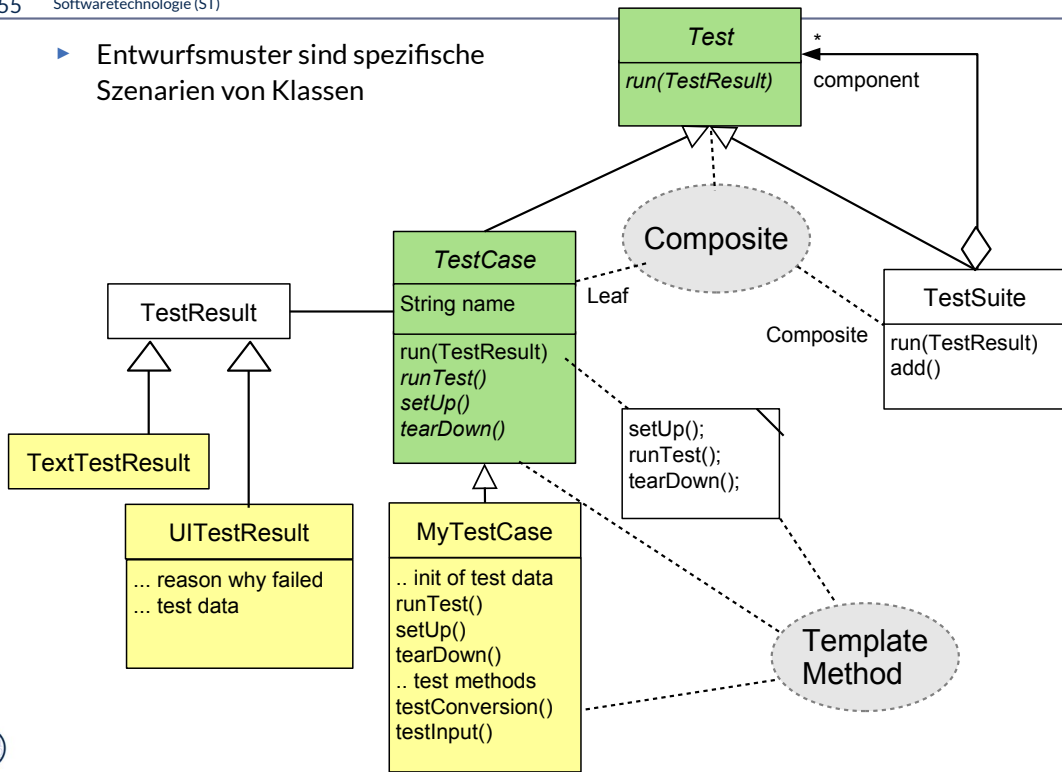 55 Softwaretechnologie (ST)
► Entwurfsmuster sind spezifische
Szenarien von Klassen
Test
run(TestResult)
*
component
Composite
TestCase
String name
run(TestResult)
runTest()
setUp()
tearDown()
Leaf
Composite
TestSuite
run(TestResult)
add()
TestResult
TextTestResult
UITestResult
... reason why failed
... test data
setUp();
runTest();
tearDown();
MyTestCase
.. init of test data
runTest()
setUp()
tearDown()
.. test methods
testConversion()
testInput()
Template
Method